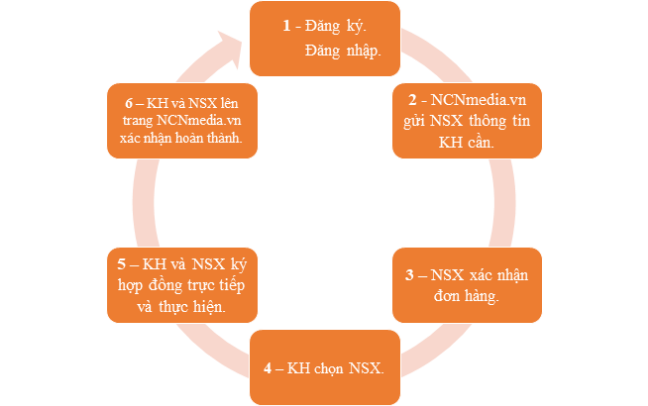 1 - Đăng ký.
Đăng nhập.
2 - NCNmedia.vn
gửi NSX thông tin
KH cần.
3 – NSX xác nhận
đơn hàng.
4 – KH chọn NSX.
5 – KH và NSX ký
hợp đồng trực tiếp
và thực hiện.
6 – KH và NSX lên
trang NCNmedia.vn
xác nhận hoàn thành.